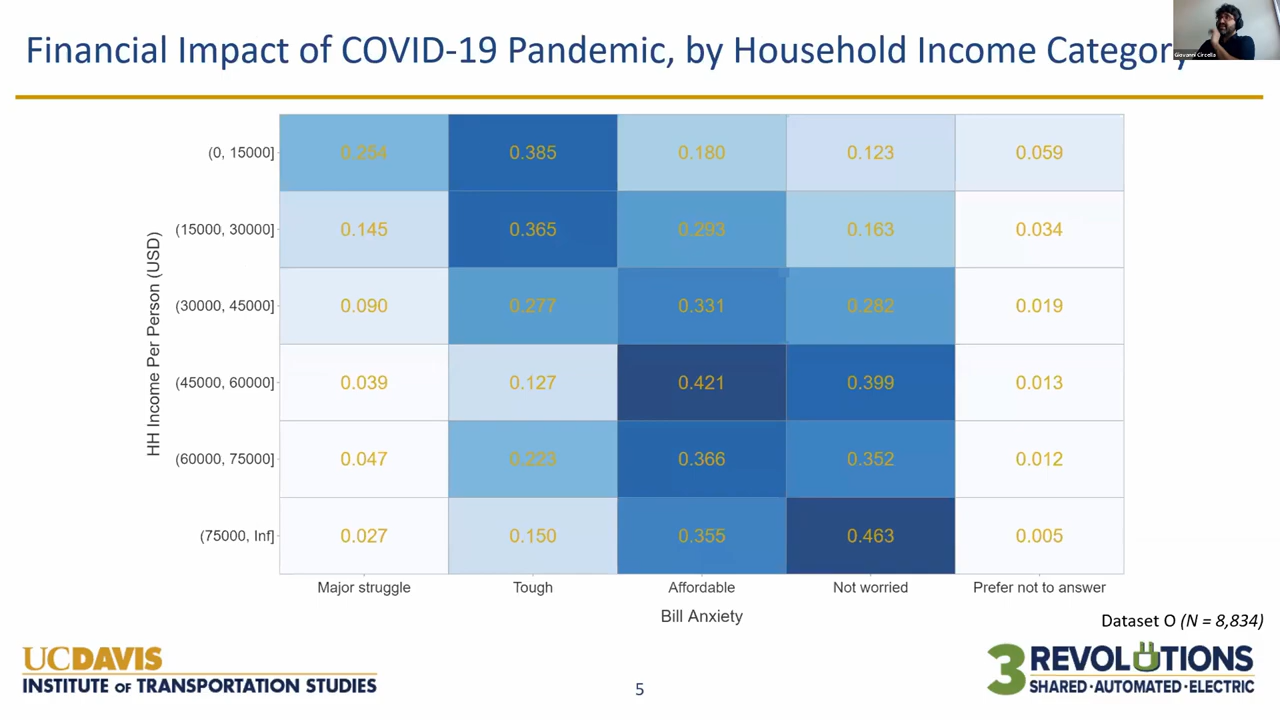 Financial Impact of COVID-19 Pandemic, by Household Income Category
Giovanni Circella
HH Income Per Person (USD)
(0, 15000] 0.254 0.385 0.180 0.123 0.059
(15000, 30000] 0.145 0.365 0.293 0.163 0.034
(30000, 45000] 0.090 0.277 0.331 0.282 0.019
(45000, 60000] 0.039 0.127 0.421 0.399 0.013
(60000, 75000] 0.047 0.223 0.366 0.352 0.012
(75000, Inf] 0.027 0.150 0.355 0.463 0.005
Major struggle Tough Affordable Not worried Prefer not to answer
Bill Anxiety
Dataset O (N = 8,834)
UCDAVIS
INSTITUTE OF TRANSPORTATION STUDIES
5
3 REVOLUTIONS
SHARED·AUTOMATED·ELECTRIC